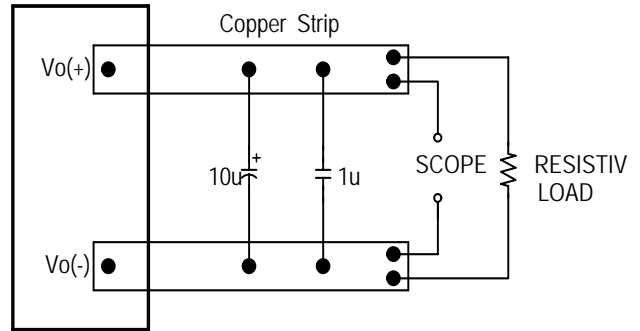 Copper Strip
Vo(+)
10u
+
1u
SCOPE
RESISTIV
LOAD
Vo(-)